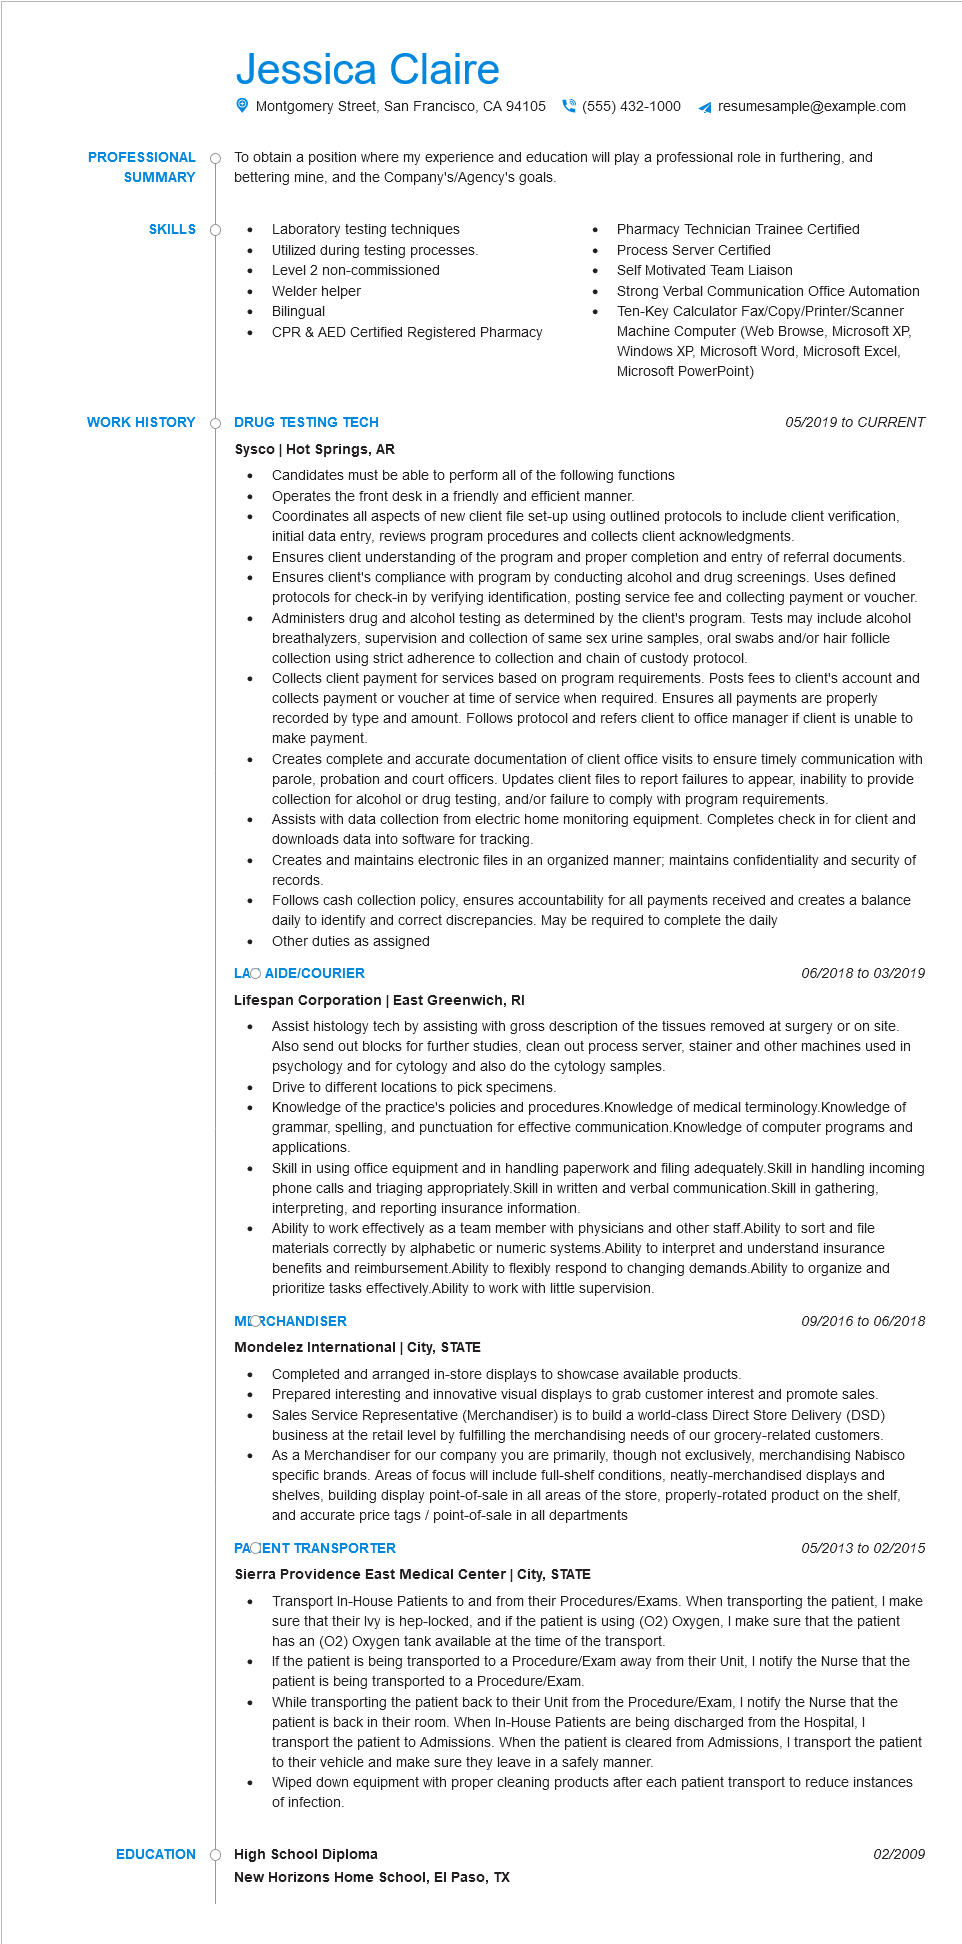 Jessica Claire
Montgomery Street, San Francisco, CA 94105 (555) 432-1000 resumesample@example.com
PROFESSIONAL SUMMARY
To obtain a position where my experience and education will play a professional role in furthering, and
bettering mine, and the Company's/Agency's goals.
SKILLS
Laboratory testing techniques
Utilized during testing processes.
Level 2 non-commissioned
Welder helper
Bilingual
CPR & AED Certified Registered Pharmacy
Pharmacy Technician Trainee Certified
Process Server Certified
Self Motivated Team Liaison
Strong Verbal Communication Office Automation
Ten-Key Calculator Fax/Copy/Printer/Scanner
Machine Computer (Web Browse, Microsoft XP,
Windows XP, Microsoft Word, Microsoft Excel,
Microsoft PowerPoint)
WORK HISTORY
DRUG TESTING TECH 05/2019 to CURRENT
Sysco | Hot Springs, AR
Candidates must be able to perform all of the following functions
Operates the front desk in a friendly and efficient manner.
Coordinates all aspects of new client file set-up using outlined protocols to include client verification,
initial data entry, reviews program procedures and collects client acknowledgments.
Ensures client understanding of the program and proper completion and entry of referral documents.
Ensures client's compliance with program by conducting alcohol and drug screenings. Uses defined
protocols for check-in by verifying identification, posting service fee and collecting payment or voucher.
Administers drug and alcohol testing as determined by the client's program. Tests may include alcohol
breathalyzers, supervision and collection of same sex urine samples, oral swabs and/or hair follicle
collection using strict adherence to collection and chain of custody protocol.
Collects client payment for services based on program requirements. Posts fees to client's account and
collects payment or voucher at time of service when required. Ensures all payments are properly
recorded by type and amount. Follows protocol and refers client to office manager if client is unable to
make payment.
Creates complete and accurate documentation of client office visits to ensure timely communication with
parole, probation and court officers. Updates client files to report failures to appear, inability to provide
collection for alcohol or drug testing, and/or failure to comply with program requirements.
Assists with data collection from electric home monitoring equipment. Completes check in for client and
downloads data into software for tracking.
Creates and maintains electronic files in an organized manner; maintains confidentiality and security of
records.
Follows cash collection policy, ensures accountability for all payments received and creates a balance
daily to identify and correct discrepancies. May be required to complete the daily
Other duties as assigned
LAB AIDE/COURIER 06/2018 to 03/2019
Lifespan Corporation | East Greenwich, RI
Assist histology tech by assisting with gross description of the tissues removed at surgery or on site.
Also send out blocks for further studies, clean out process server, stainer and other machines used in
psychology and for cytology and also do the cytology samples.
Drive to different locations to pick specimens.
Knowledge of the practice's policies and procedures.Knowledge of medical terminology.Knowledge of
grammar, spelling, and punctuation for effective communication.Knowledge of computer programs and
applications.
Skill in using office equipment and in handling paperwork and filing adequately.Skill in handling incoming
phone calls and triaging appropriately.Skill in written and verbal communication.Skill in gathering,
interpreting, and reporting insurance information.
Ability to work effectively as a team member with physicians and other staff.Ability to sort and file
materials correctly by alphabetic or numeric systems.Ability to interpret and understand insurance
benefits and reimbursement.Ability to flexibly respond to changing demands.Ability to organize and
prioritize tasks effectively.Ability to work with little supervision.
MERCHANDISER 09/2016 to 06/2018
Mondelez International | City, STATE
Completed and arranged in-store displays to showcase available products.
Prepared interesting and innovative visual displays to grab customer interest and promote sales.
Sales Service Representative (Merchandiser) is to build a world-class Direct Store Delivery (DSD)
business at the retail level by fulfilling the merchandising needs of our grocery-related customers.
As a Merchandiser for our company you are primarily, though not exclusively, merchandising Nabisco
specific brands. Areas of focus will include full-shelf conditions, neatly-merchandised displays and
shelves, building display point-of-sale in all areas of the store, properly-rotated product on the shelf,
and accurate price tags / point-of-sale in all departments
PATIENT TRANSPORTER 05/2013 to 02/2015
Sierra Providence East Medical Center | City, STATE
Transport In-House Patients to and from their Procedures/Exams. When transporting the patient, I make
sure that their Ivy is hep-locked, and if the patient is using (O2) Oxygen, I make sure that the patient
has an (O2) Oxygen tank available at the time of the transport.
If the patient is being transported to a Procedure/Exam away from their Unit, I notify the Nurse that the
patient is being transported to a Procedure/Exam.
While transporting the patient back to their Unit from the Procedure/Exam, I notify the Nurse that the
patient is back in their room. When In-House Patients are being discharged from the Hospital, I
transport the patient to Admissions. When the patient is cleared from Admissions, I transport the patient
to their vehicle and make sure they leave in a safely manner.
Wiped down equipment with proper cleaning products after each patient transport to reduce instances
of infection.
EDUCATION
High School Diploma 02/2009
New Horizons Home School, El Paso, TX